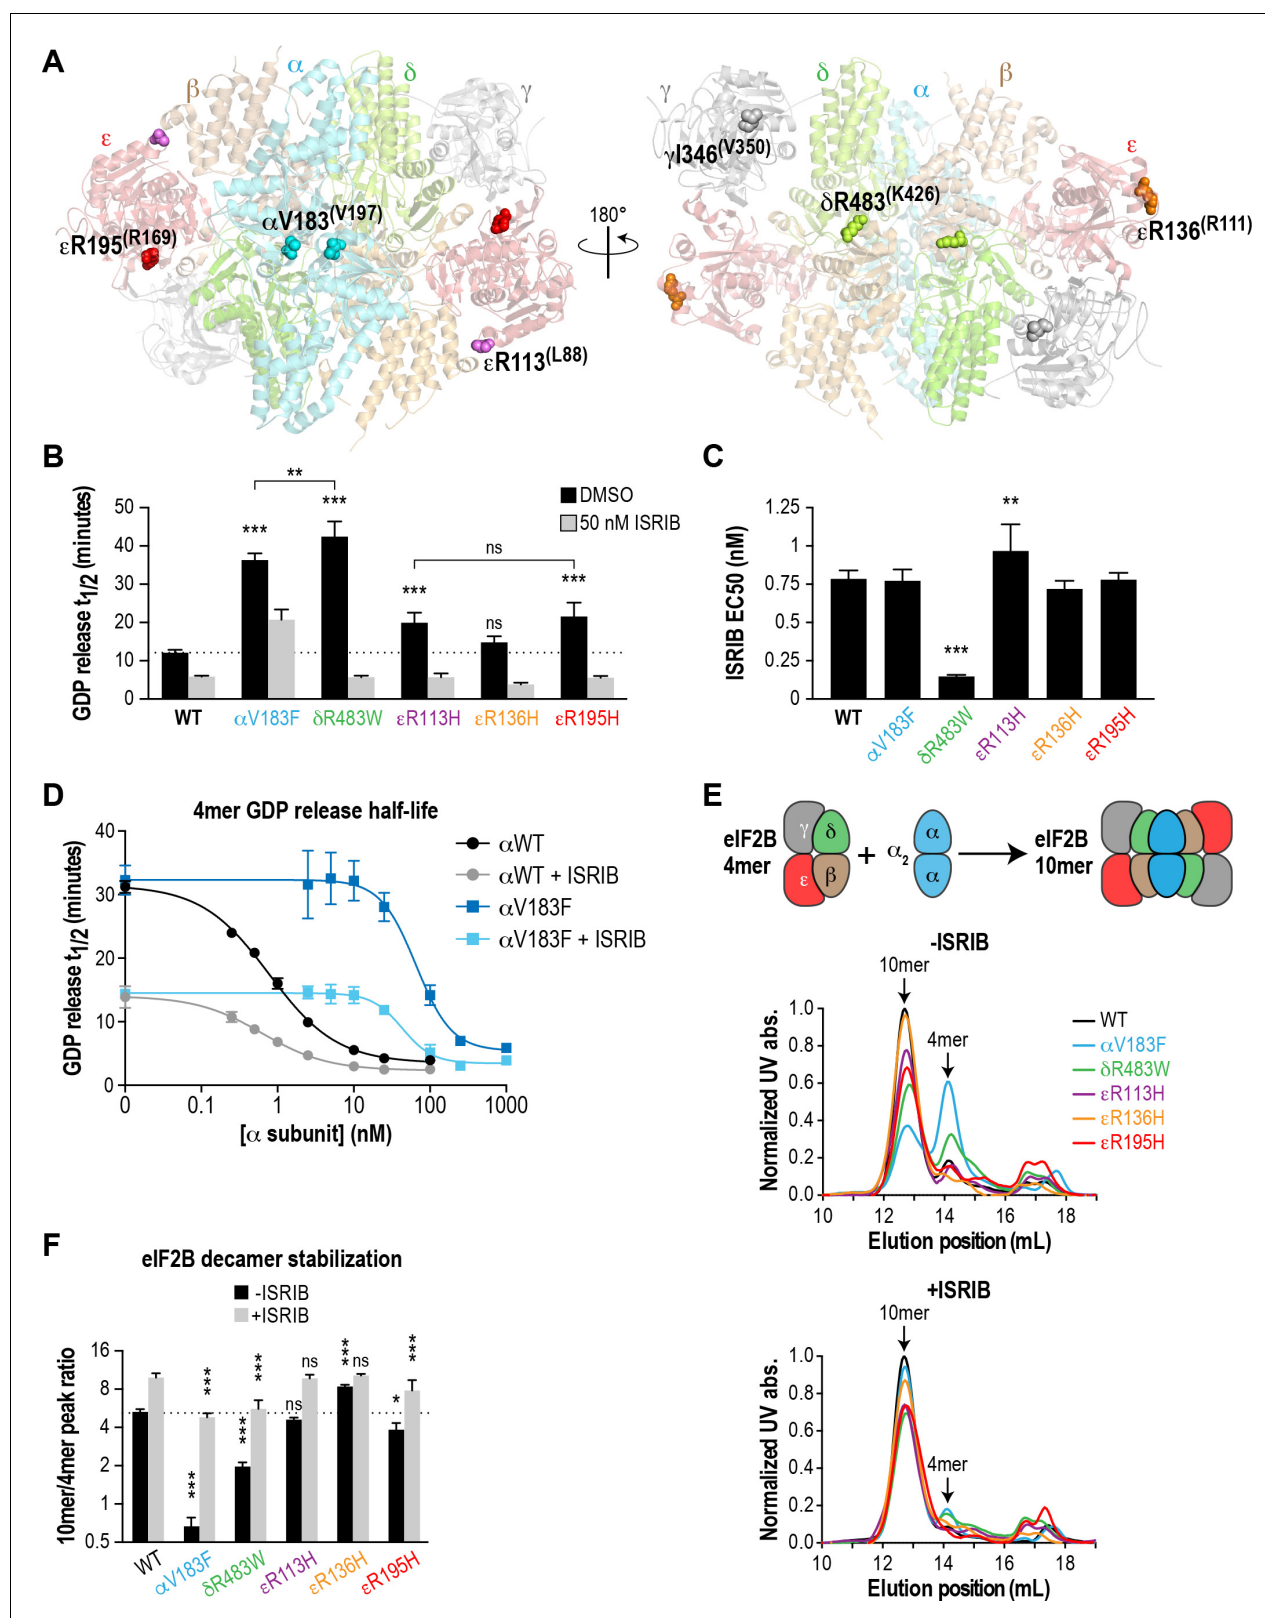 A
β
α
δ
γ
ε
εR195(R169)
αV183(V197)
εR113(L88)
180°
γ
δ
α
β
ε
γI346(V350)
δR483(K426)
εR136(R111)
B
GDP release t1/2 (minutes)
50
40
30
20
10
0
**
***
***
***
ns
ns
***
DMSO
50 nM ISRIB
WT
αV183F
δR483W
εR113H
εR136H
εR195H
C
ISRIB EC50 (nM)
1.25
1
0.75
0.5
0.25
0
***
**
WT
αV183F
δR483W
εR113H
εR136H
εR195H
D
4mer GDP release half-life
GDP release t1/2 (minutes)
40
30
20
10
0
0
0.1
1
10
100
1000
[α subunit] (nM)
αWT
αWT + ISRIB
αV183F
αV183F + ISRIB
E
eIF2B
4mer
γ
δ
ε
β
+
α2
α
α
eIF2B
10mer
-ISRIB
10mer
4mer
Normalized UV abs.
1.0
0.8
0.6
0.4
0.2
0.0
10
12
14
16
18
Elution position (mL)
WT
αV183F
δR483W
εR113H
εR136H
εR195H
+ISRIB
10mer
4mer
Normalized UV abs.
1.0
0.8
0.6
0.4
0.2
0.0
10
12
14
16
18
Elution position (mL)
F
eIF2B decamer stabilization
-ISRIB
+ISRIB
10mer/4mer peak ratio
16
8
4
2
1
0.5
***
***
***
***
ns
ns
***
ns
*
***
WT
αV183F
δR483W
εR113H
εR136H
εR195H